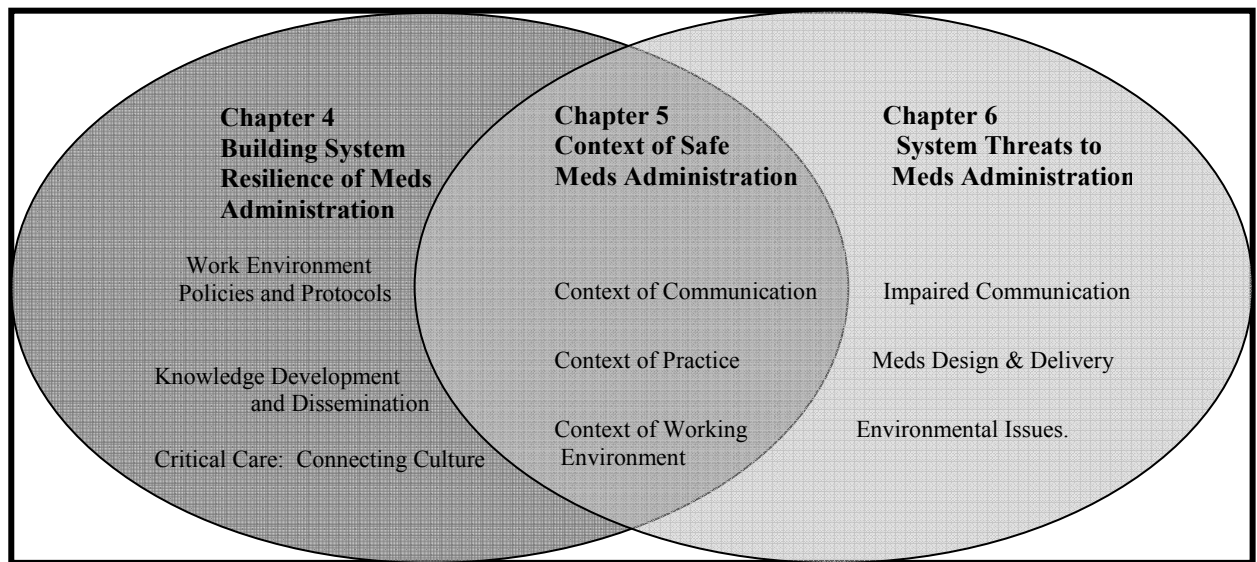 Chapter 4
Building System
Resilience of Meds
Administration
Work Environment
Policies and Protocols
Knowledge Development
and Dissemination
Critical Care: Connecting Culture
Chapter 5
Context of Safe
Meds Administration
Context of Communication
Context of Practice
Context of Working
Environment
Chapter 6
System Threats to
Meds Administration
Impaired Communication
Meds Design & Delivery
Environmental Issues.